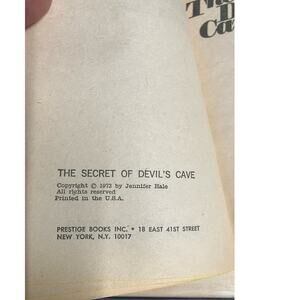 THE SECRET OF DEVIL'S CAVE
Copyright © 1973 by Jennifer Hale
All rights reserved
Printed in the U.S.A.
PRESTIGE BOOKS INC. • 18 EAST 41ST STREET
NEW YORK, N.Y. 10017